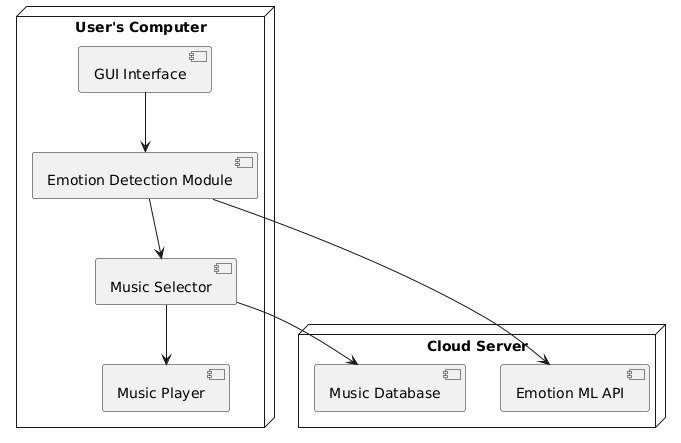 User's Computer
GUI Interface
Emotion Detection Module
Music Selector
Music Player
Cloud Server
Music Database
Emotion ML API